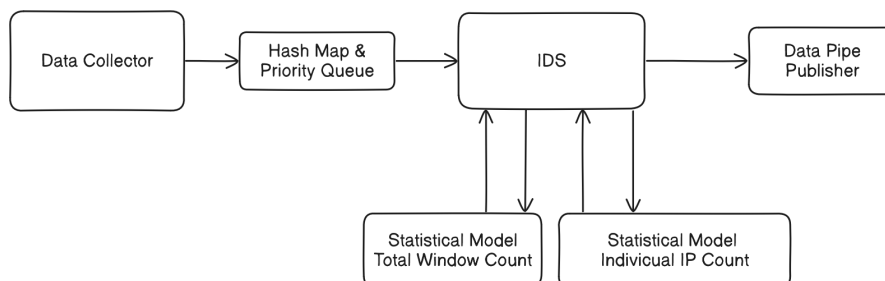 Data Collector
Hash Map &
Priority Queue
IDS
Data Pipe
Publisher
Statistical Model
Total Window Count
Statistical Model
Indivicual IP Count